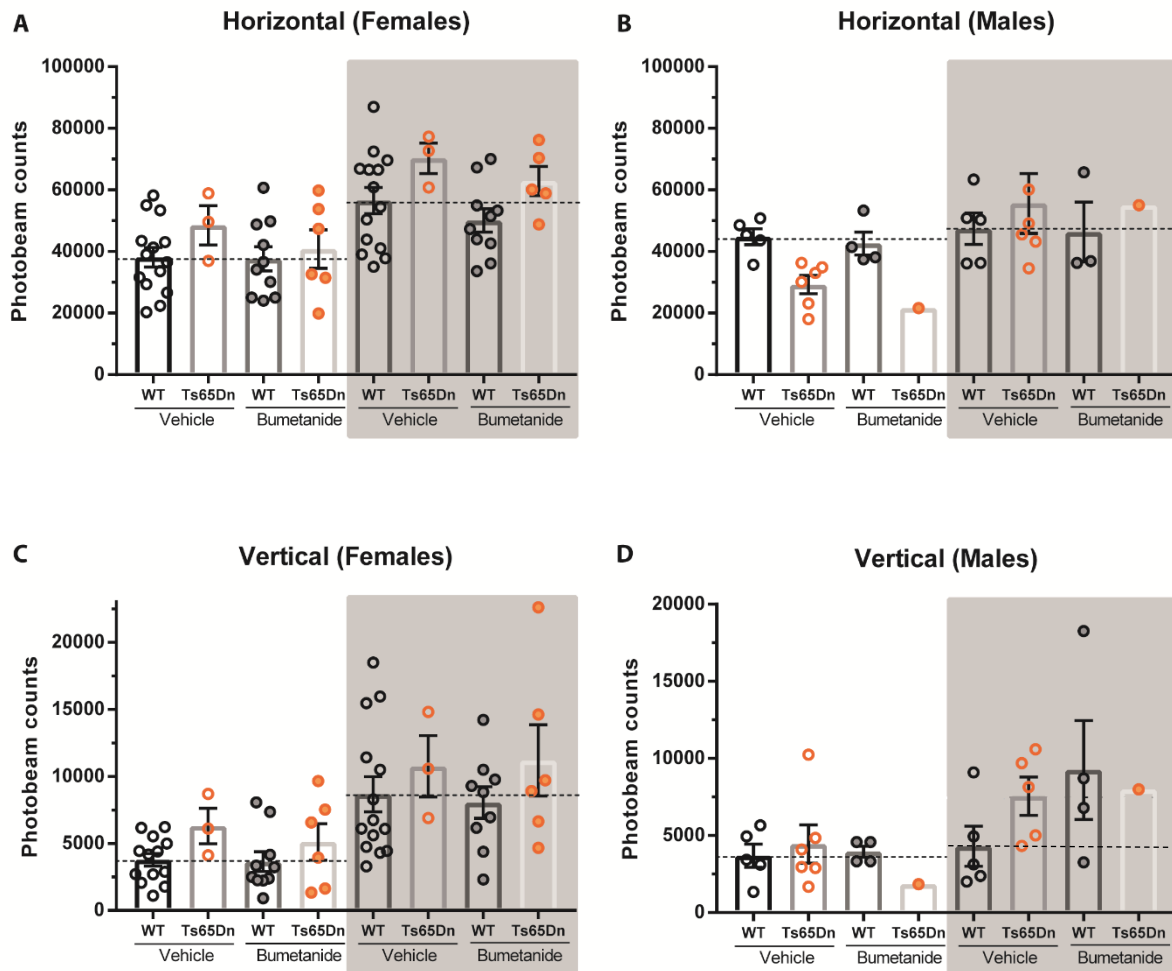 A
Horizontal (Females)
Photobeam counts
100000
80000
60000
40000
20000
0
WT Ts65Dn WT Ts65Dn WT Ts65Dn WT Ts65Dn
Vehicle Bumetanide Vehicle Bumetanide
B
Horizontal (Males)
Photobeam counts
100000
80000
60000
40000
20000
0
WT Ts65Dn WT Ts65Dn WT Ts65Dn WT Ts65Dn
Vehicle Bumetanide Vehicle Bumetanide
C
Vertical (Females)
Photobeam counts
20000
15000
10000
5000
0
WT Ts65Dn WT Ts65Dn WT Ts65Dn WT Ts65Dn
Vehicle Bumetanide Vehicle Bumetanide
D
Vertical (Males)
Photobeam counts
20000
15000
10000
5000
0
WT Ts65Dn WT Ts65Dn WT Ts65Dn WT Ts65Dn
Vehicle Bumetanide Vehicle Bumetanide